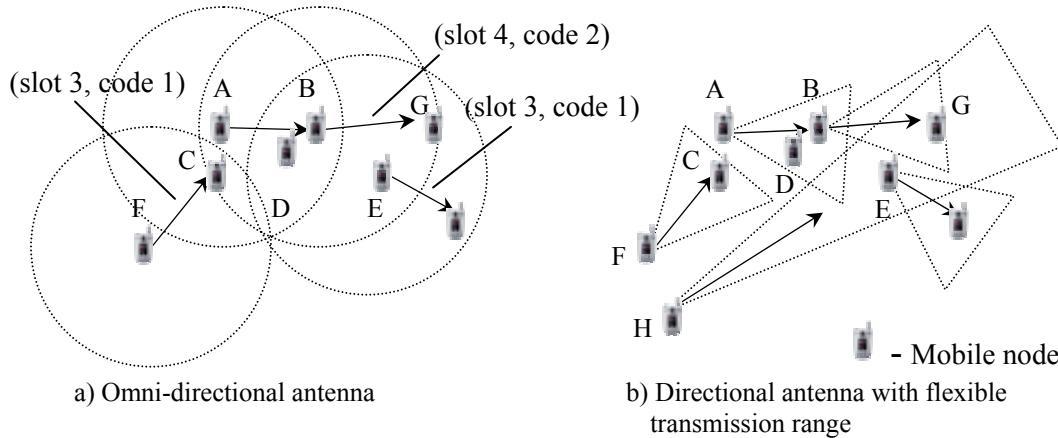 (slot 4, code 2)
(slot 3, code 1)
(slot 3, code 1)
A
B
G
C
D
E
F
A
B
G
C
D
E
F
H
- Mobile node
a) Omni-directional antenna
b) Directional antenna with flexible
transmission range